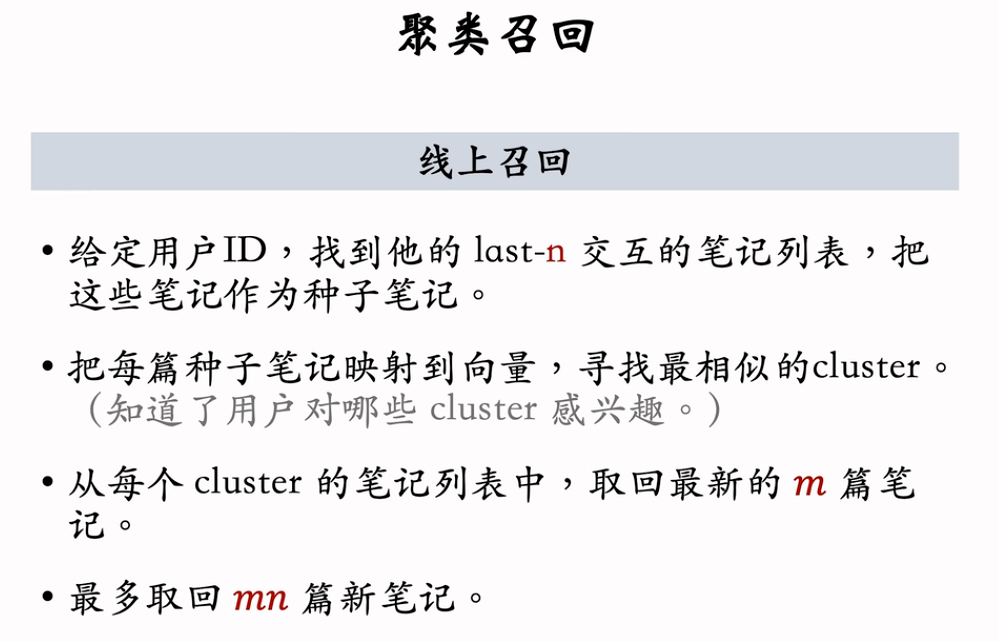 聚类召回
线上召回
• 给定用户ID，找到他的 last-n 交互的笔记列表，把
这些笔记作为种子笔记。
• 把每篇种子笔记映射到向量，寻找最相似的cluster。
（知道了用户对哪些 cluster 感兴趣。）
• 从每个 cluster 的笔记列表中，取回最新的 m 篇笔
记。
• 最多取回 mn 篇新笔记。